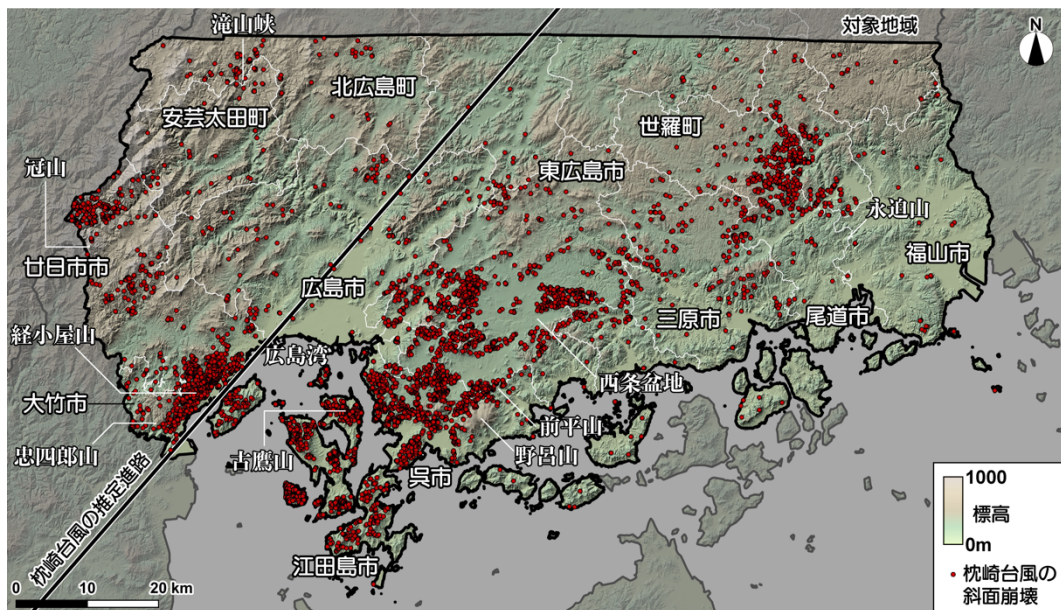 滝山峡
対象地域
N
北広島町
安芸太田町
世羅町
冠山
東広島市
永迫山
福山市
廿日市市
広島市
三原市
尾道市
経小屋山
広島湾
西条盆地
大竹市
前平山
忠四郎山
古鷹山
野呂山
呉市
枕崎台風の推定進路
江田島市
1000
標高
0m
枕崎台風の
斜面崩壊
0 10 20 km